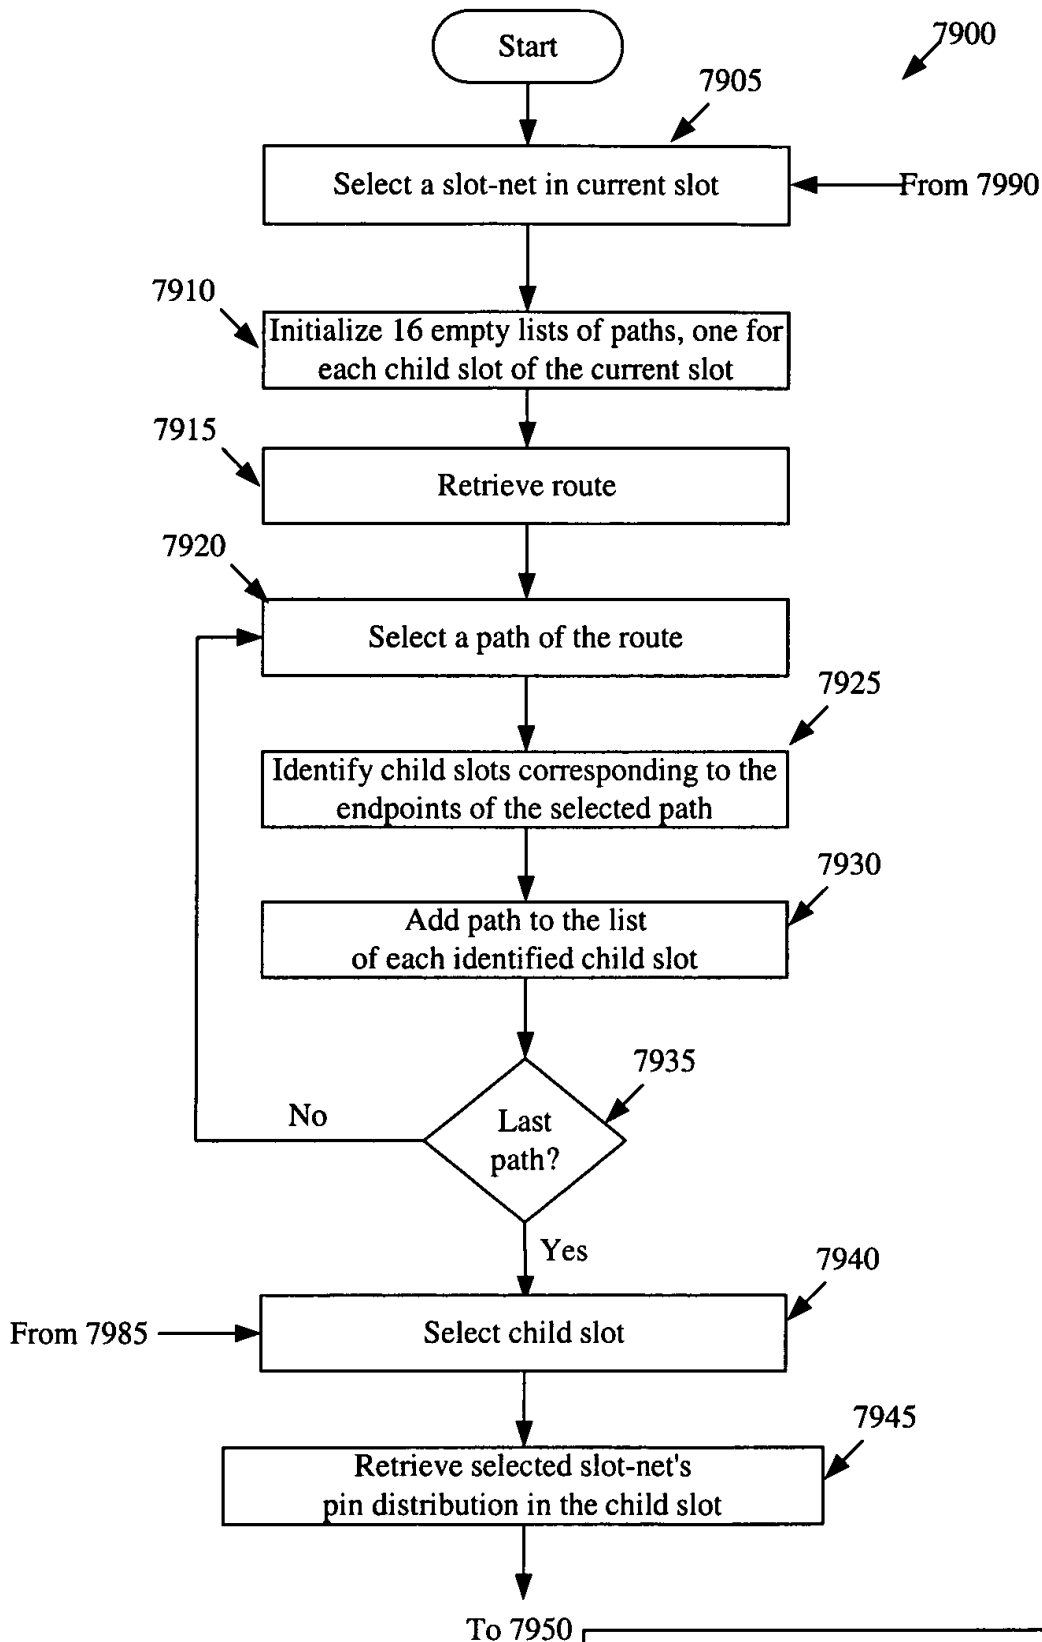 Start
7900
7905
Select a slot-net in current slot
From 7990
7910
Initialize 16 empty lists of paths, one for
each child slot of the current slot
7915
Retrieve route
7920
Select a path of the route
7925
Identify child slots corresponding to the
endpoints of the selected path
7930
Add path to the list
of each identified child slot
7935
Last
path?
No
Yes
7940
From 7985
Select child slot
7945
Retrieve selected slot-net's
pin distribution in the child slot
To 7950